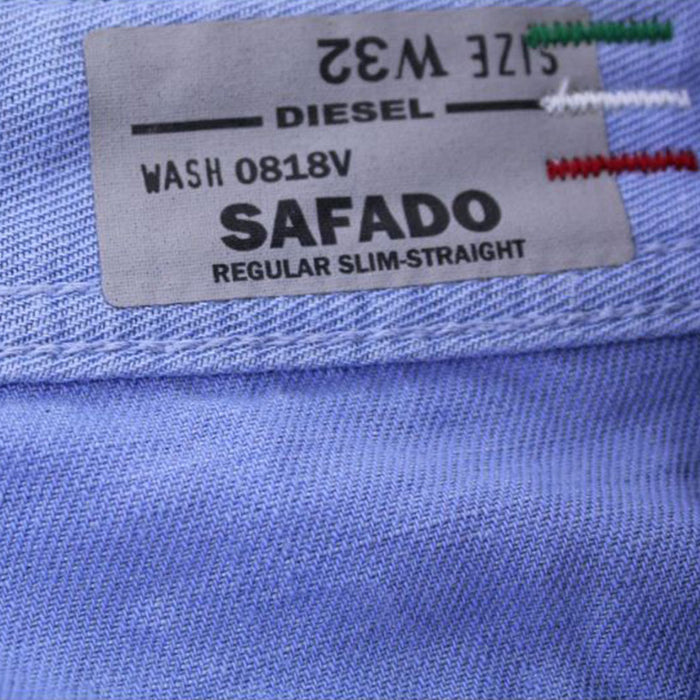 SIZE W32
DIESEL
WASH 0818V
SAFADO
REGULAR SLIM-STRAIGHT